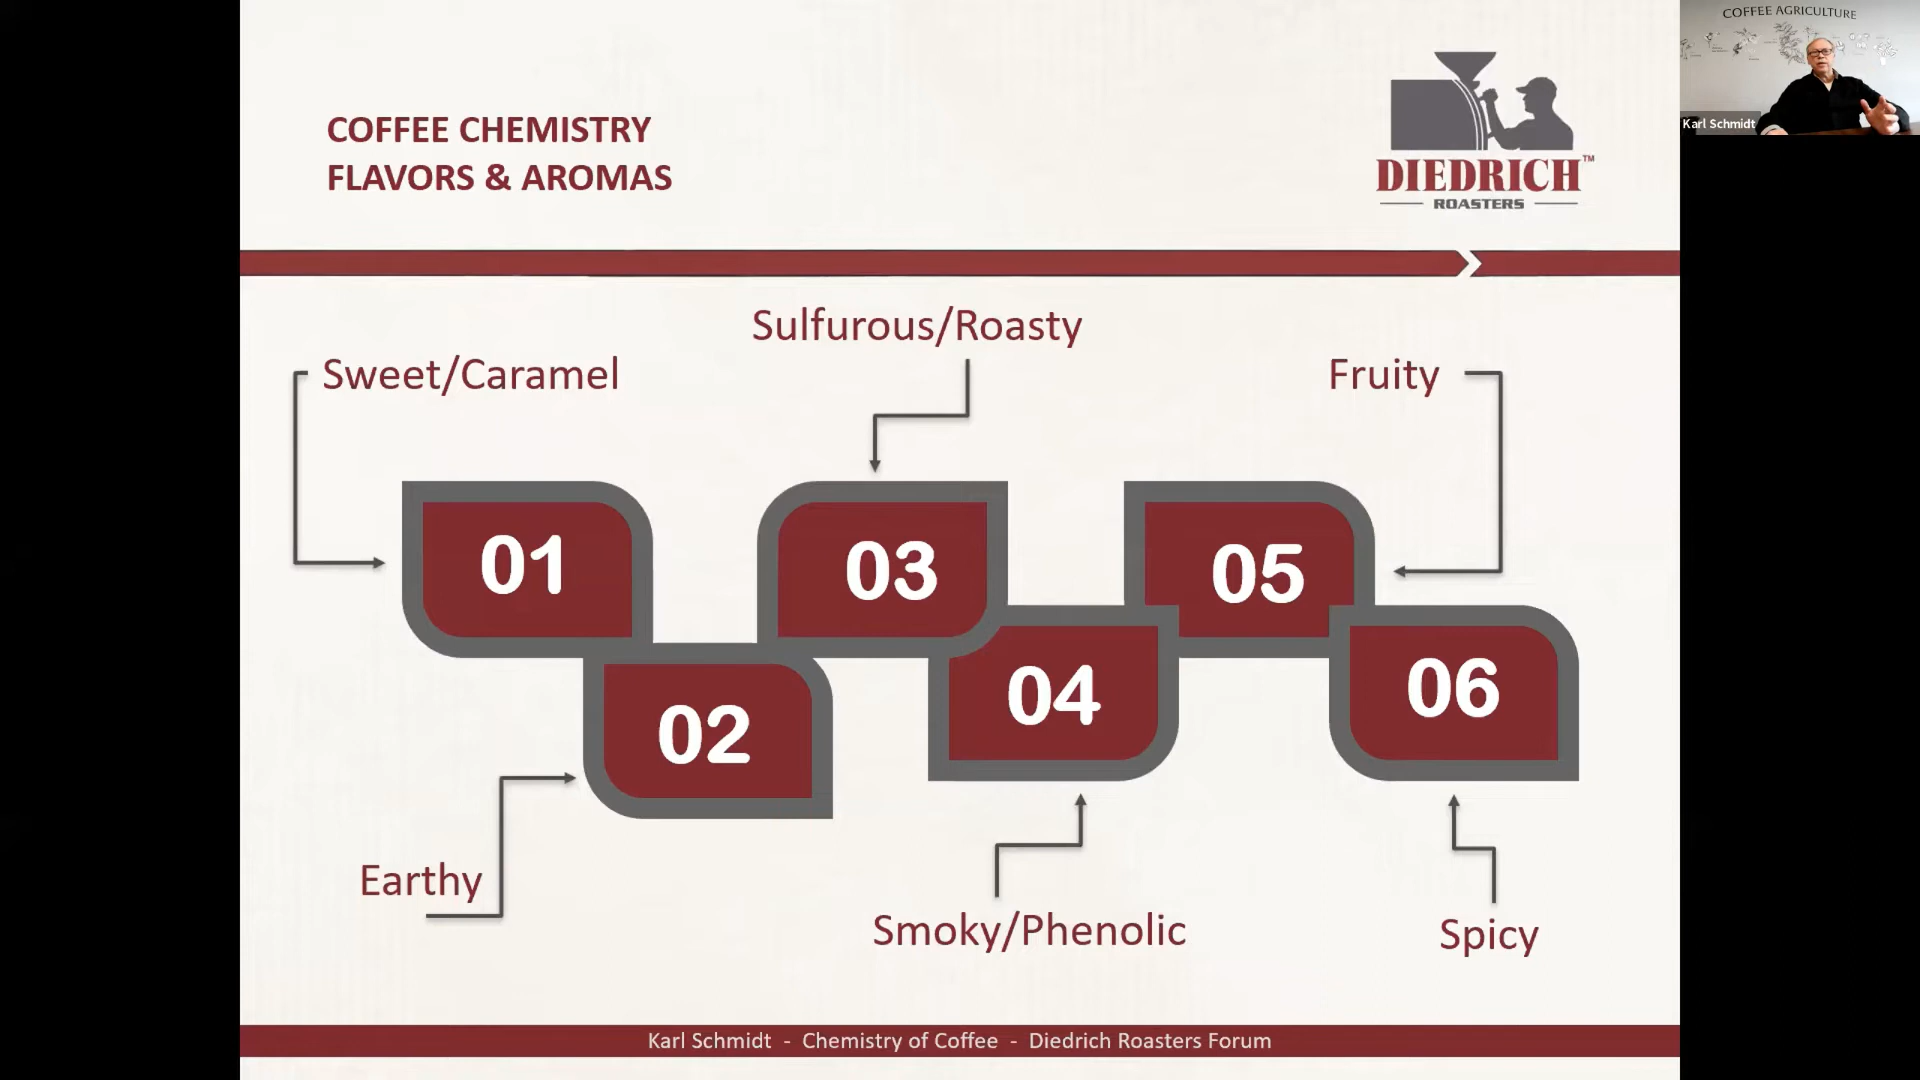 COFFEE AGRICULTURE
Karl Schmidt
COFFEE CHEMISTRY
FLAVORS & AROMAS
DIEDRICH™
ROASTERS
Sulfurous/Roasty
Sweet/Caramel
Fruity
01
03
05
02
04
06
Earthy
Smoky/Phenolic
Spicy
Karl Schmidt - Chemistry of Coffee - Diedrich Roasters Forum